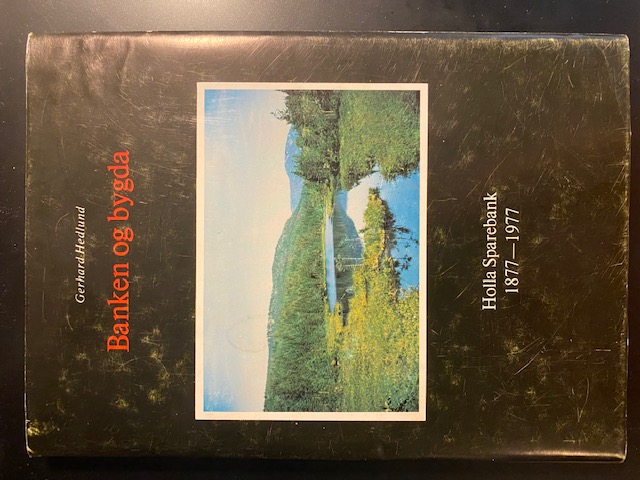 Gerhard Hedlund
Banken og bygda
Holla Sparebank
1877—1977